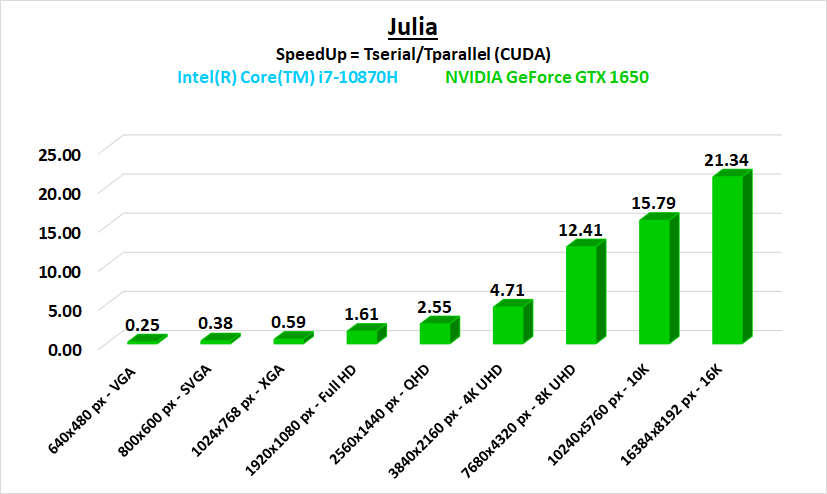 Julia
SpeedUp = Tserial/Tparallel (CUDA)
Intel(R) Core(TM) i7-10870H NVIDIA GeForce GTX 1650
25.00
20.00
15.00
10.00
5.00
0.00
0.25
0.38
0.59
1.61
2.55
4.71
12.41
15.79
21.34
640x480 px - VGA
800x600 px - SVGA
1024x768 px - XGA
1920x1080 px - Full HD
2560x1440 px - QHD
3840x2160 px - 4K UHD
7680x4320 px - 8K UHD
10240x5760 px - 10K
16384x8192 px - 16K